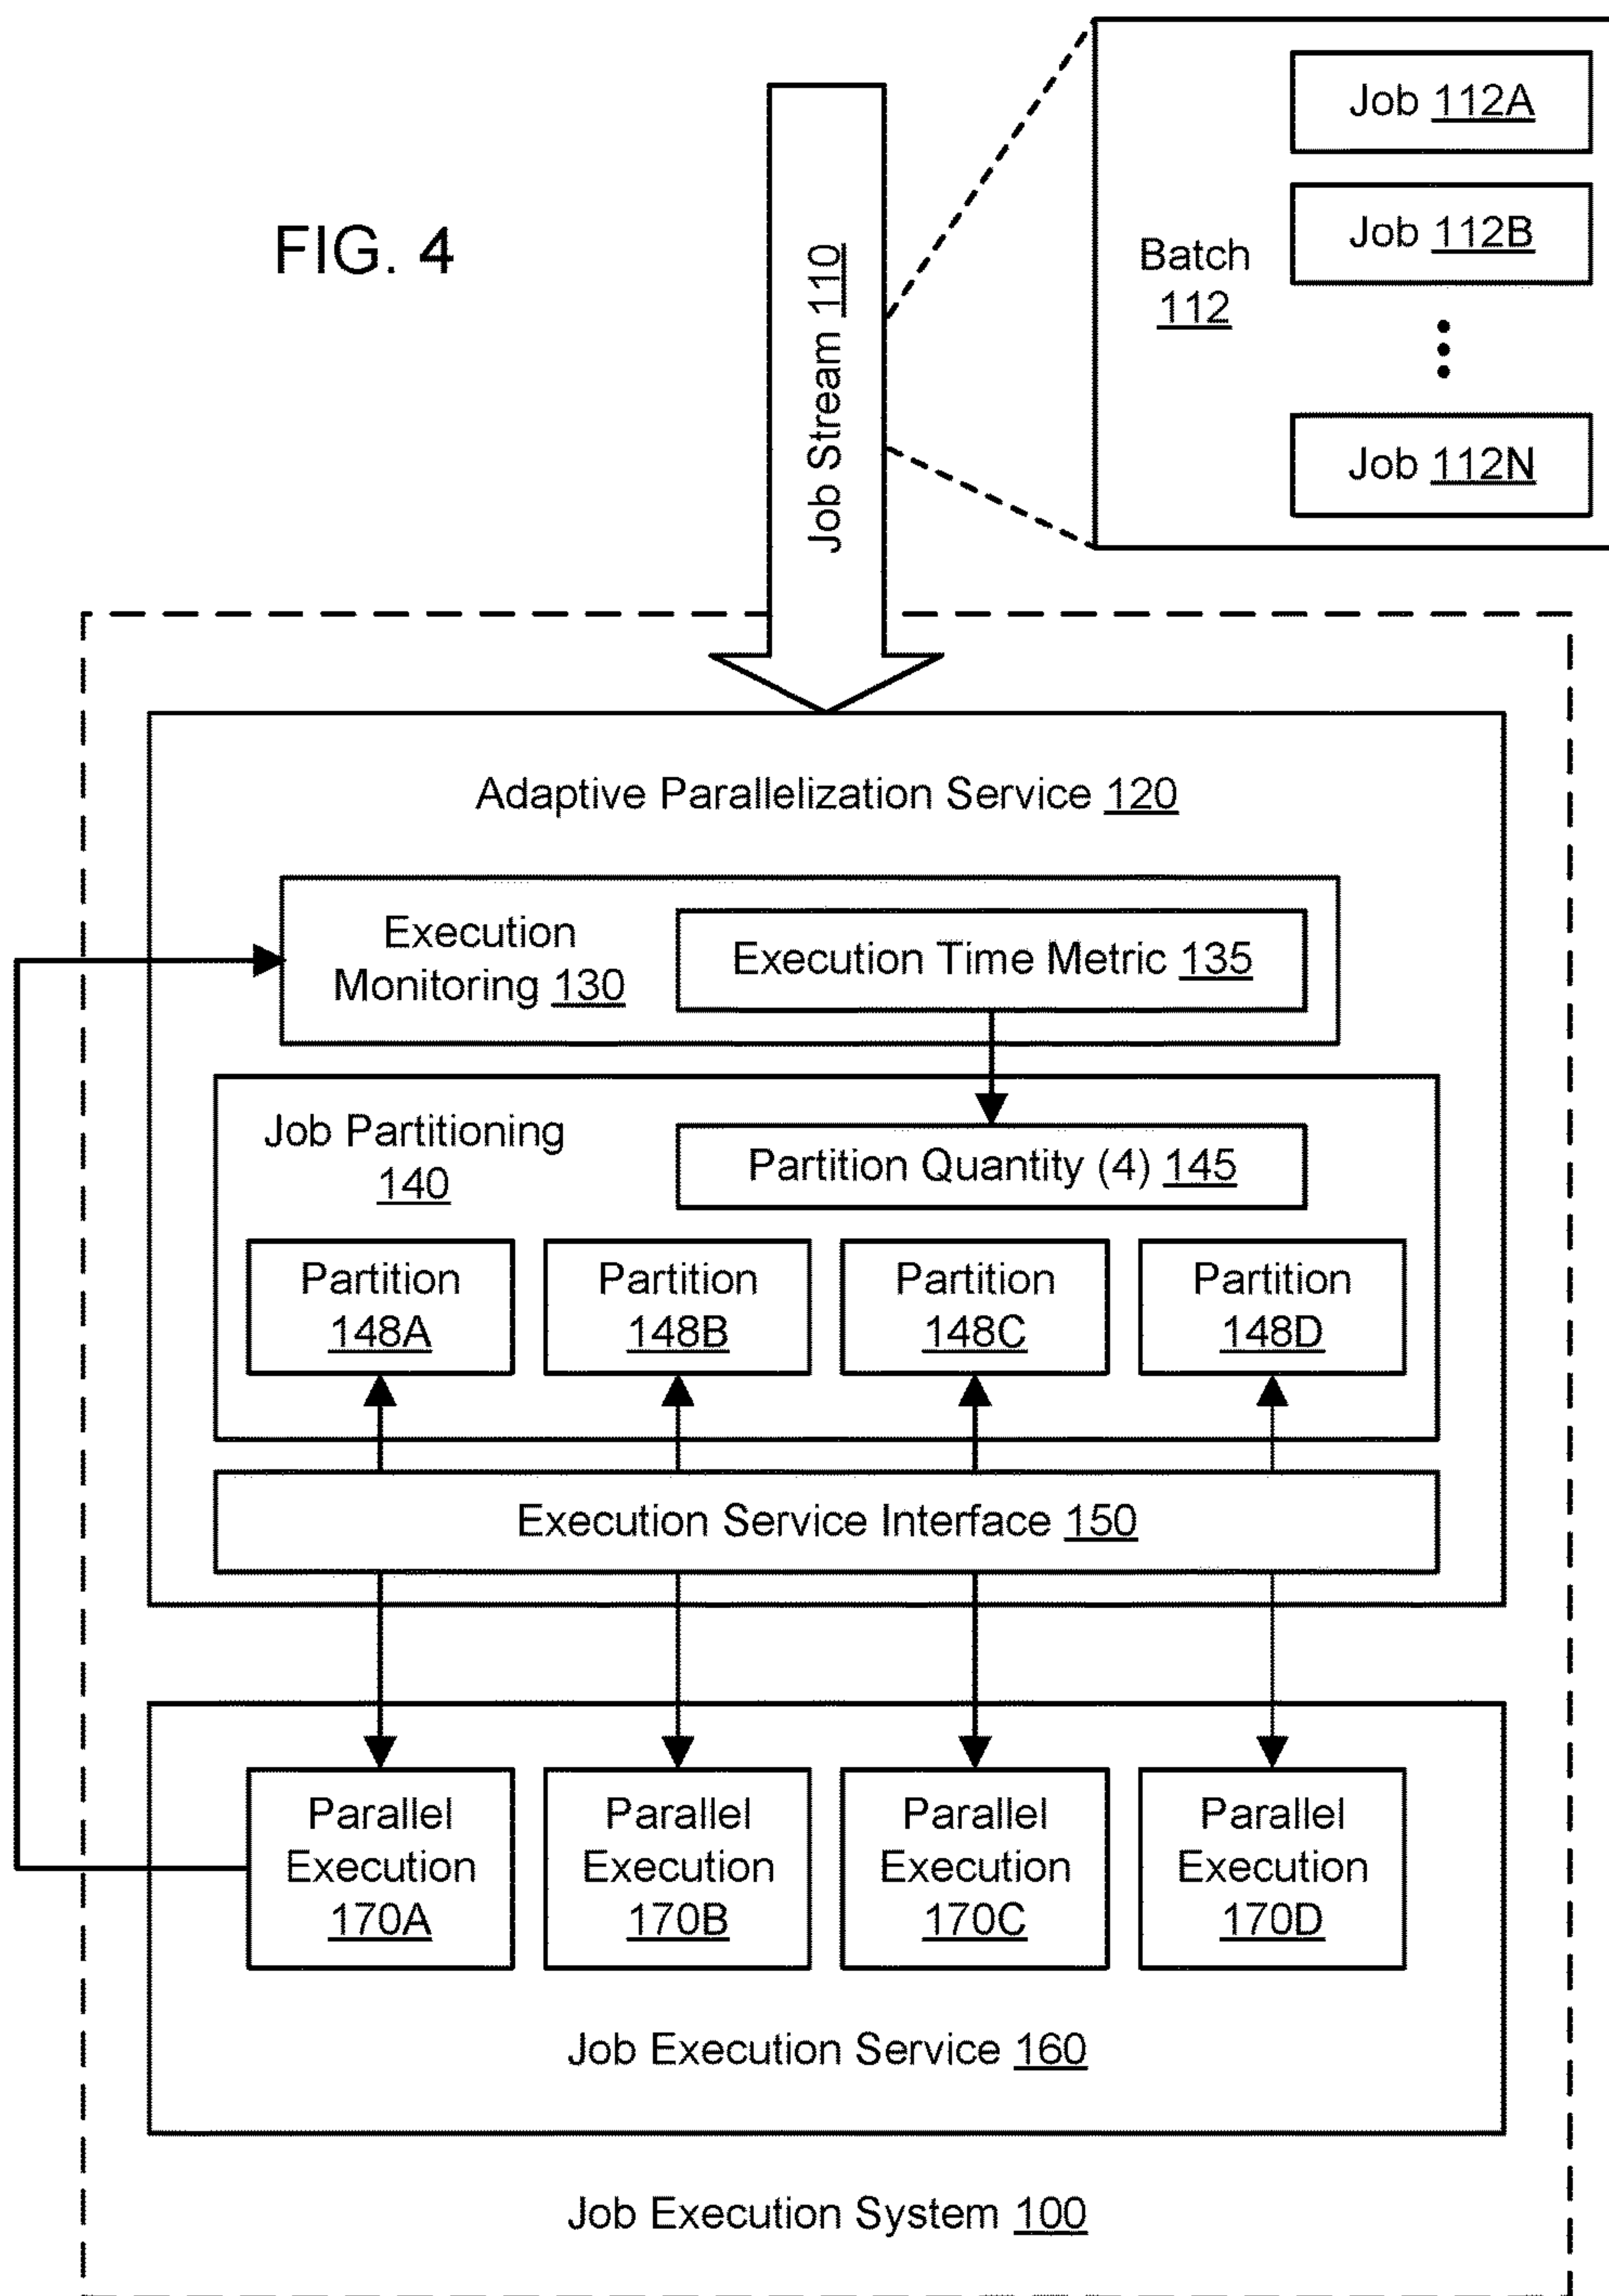 FIG. 4
Job Stream 110
Batch
112
Job 112A
Job 112B
Job 112N
Adaptive Parallelization Service 120
Execution
Monitoring 130
Execution Time Metric 135
Job Partitioning
140
Partition Quantity (4) 145
Partition
148A
Partition
148B
Partition
148C
Partition
148D
Execution Service Interface 150
Parallel
Execution
170A
Parallel
Execution
170B
Parallel
Execution
170C
Parallel
Execution
170D
Job Execution Service 160
Job Execution System 100